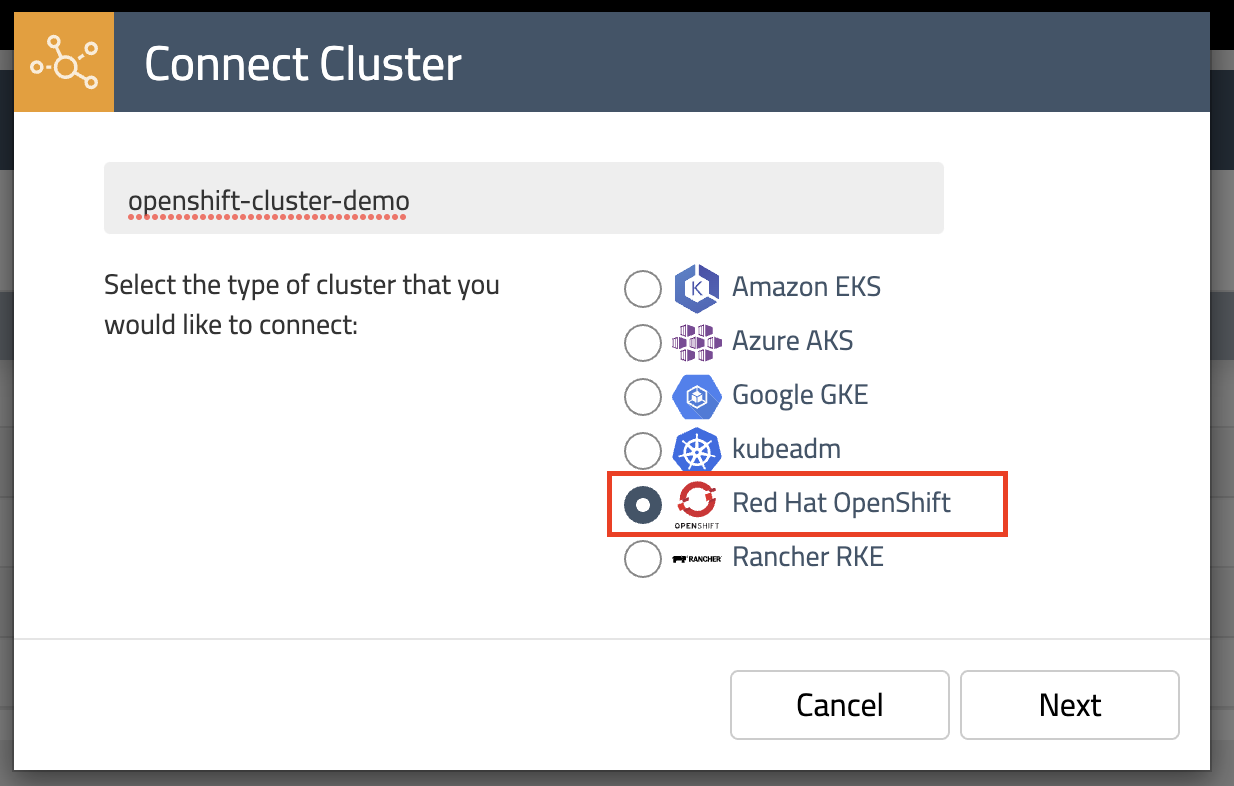 Connect Cluster
openshift-cluster-demo
Select the type of cluster that you
would like to connect:
Amazon EKS
Azure AKS
Google GKE
kubeadm
Red Hat OpenShift
OPENSHIFT
RANCHER
Rancher RKE
Cancel
Next